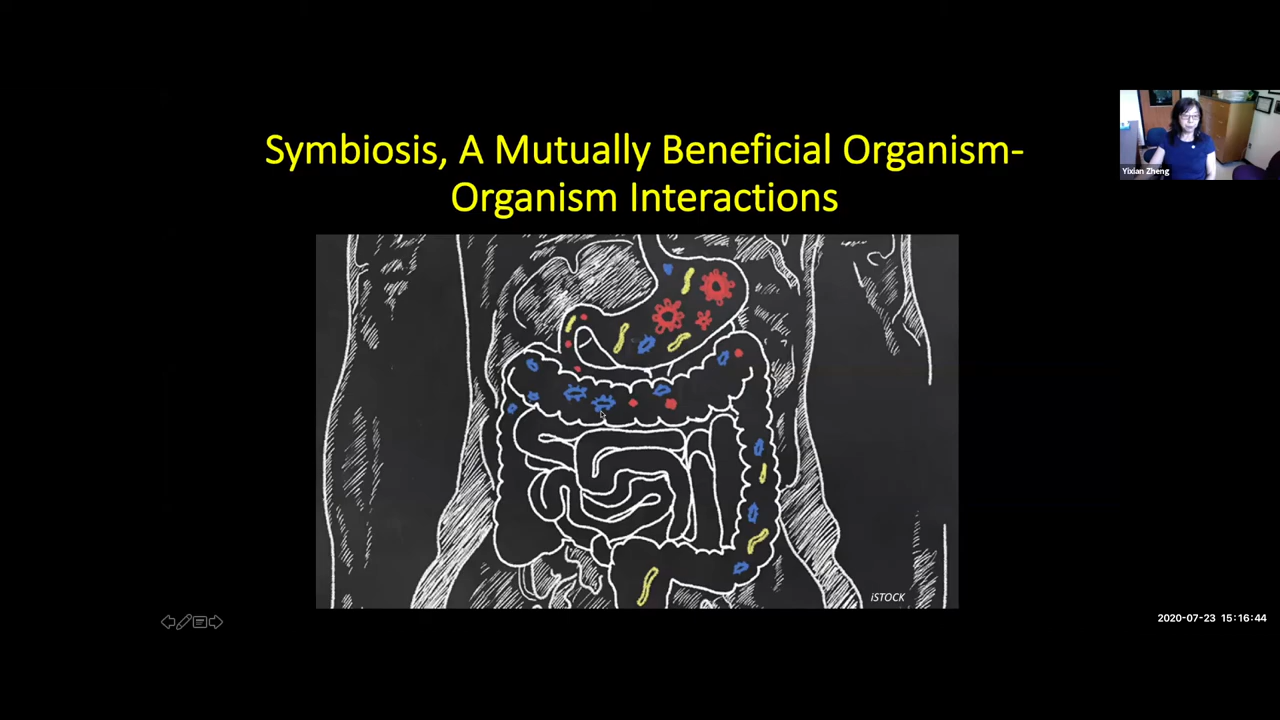 Symbiosis, A Mutually Beneficial Organism-
Organism Interactions
Yixian Zheng
iSTOCK
2020-07-23 15:16:44